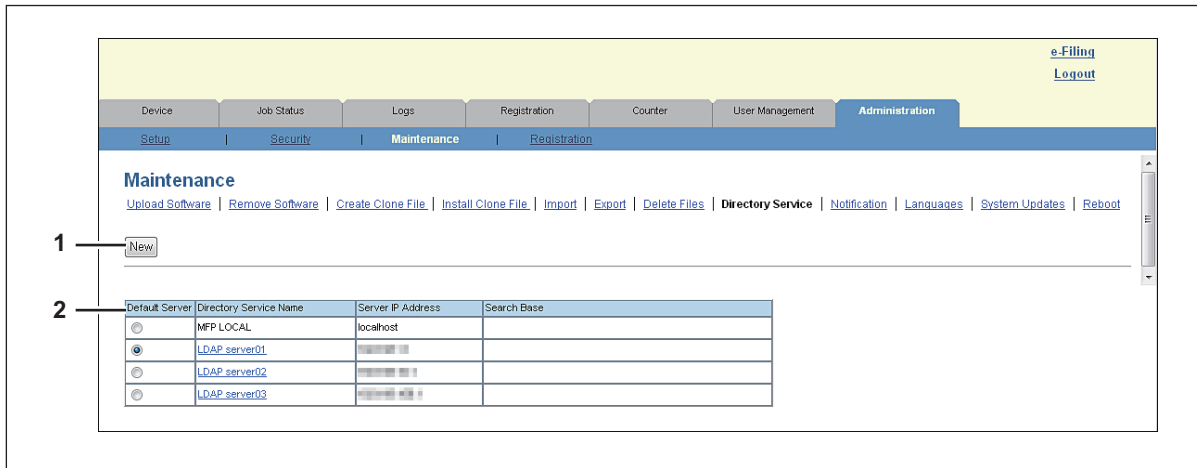 e-Filing
Logout
Device Job Status Logs Registration Counter User Management Administration
Setup | Security | Maintenance | Registration
Maintenance
Upload Software | Remove Software | Create Clone File | Install Clone File | Import | Export | Delete Files | Directory Service | Notification | Languages | System Updates | Reboot
1
New
2
Default Server Directory Service Name Server IP Address Search Base
MFP LOCAL localhost
LDAP server01
LDAP server02
LDAP server03